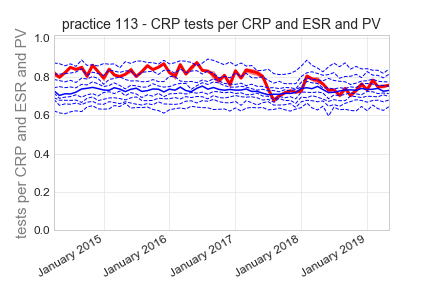 practice 113 - CRP tests per CRP and ESR and PV
tests per CRP and ESR and PV
1.0
0.8
0.6
0.4
0.2
0.0
January 2015
January 2016
January 2017
January 2018
January 2019